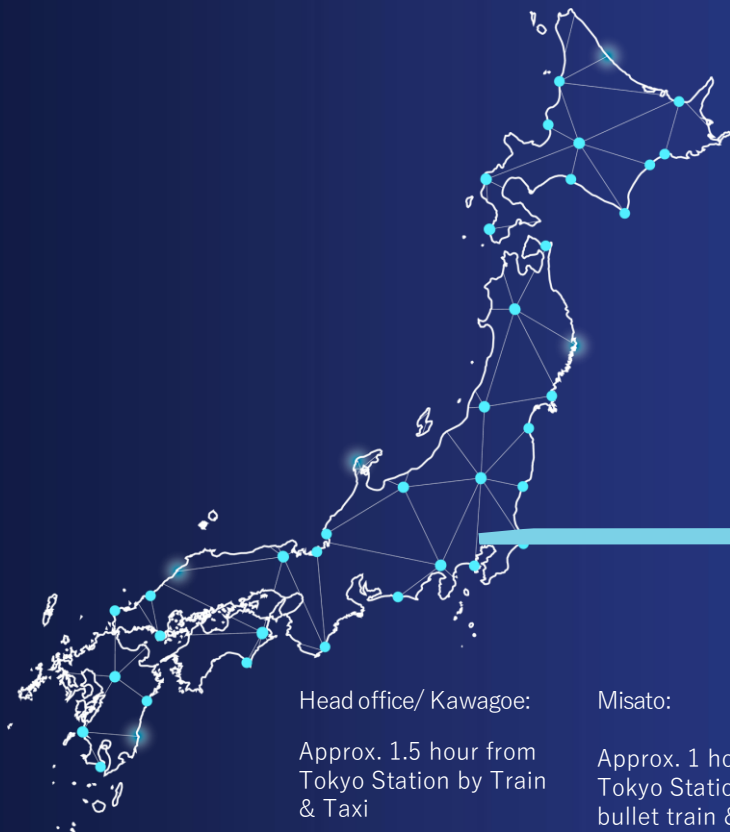 Head office/ Kawagoe:
Approx. 1.5 hour from
Tokyo Station by Train
& Taxi
Misato:
Approx. 1
Tokyo
bullet train &